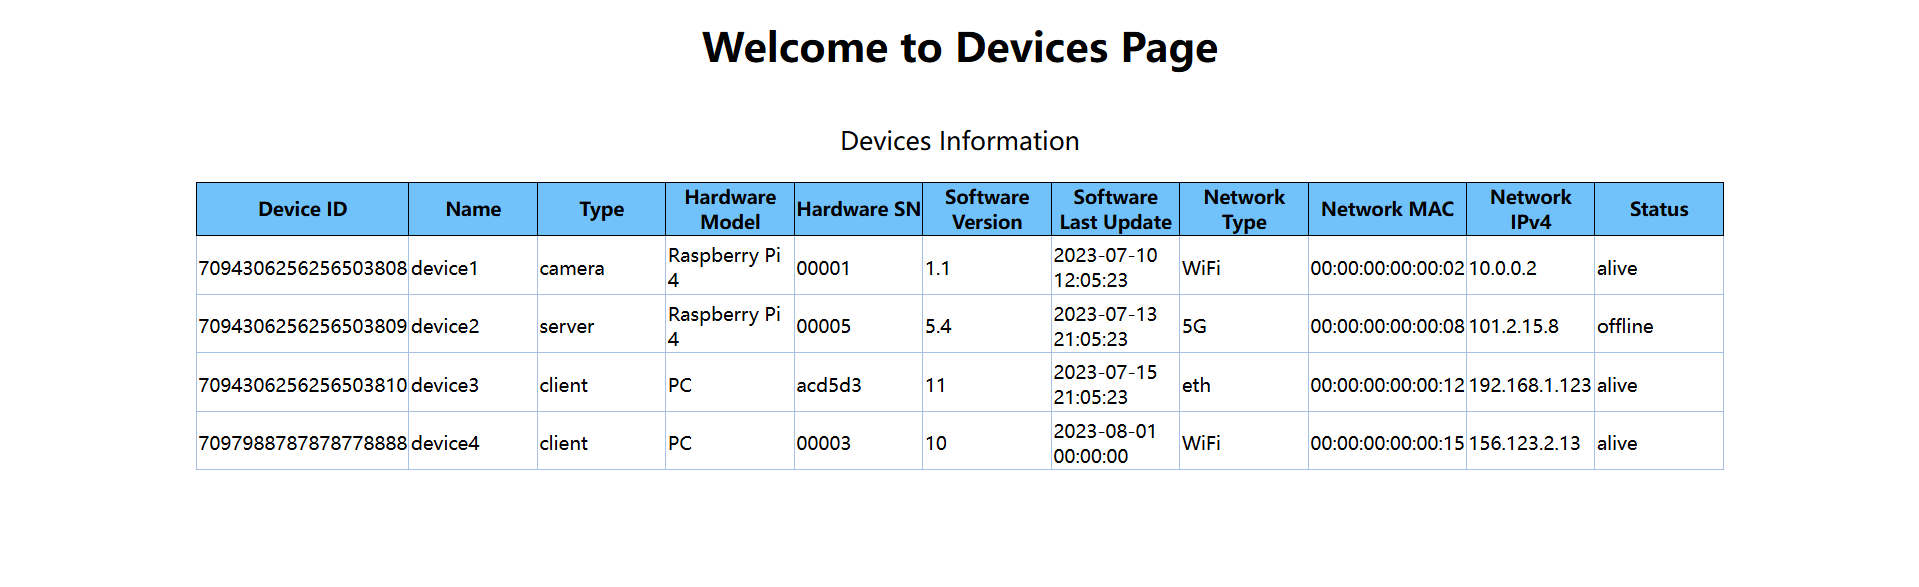 Welcome to Devices Page
Devices Information
Device ID Name Type Hardware Model Hardware SN Software Version Software Last Update Network Type Network MAC Network IPv4 Status
7094306256256503808 device1 camera Raspberry Pi 4 00001 1.1 2023-07-10 12:05:23 WiFi 00:00:00:00:00:02 10.0.0.2 alive
7094306256256503809 device2 server Raspberry Pi 4 00005 5.4 2023-07-13 21:05:23 5G 00:00:00:00:00:08 101.2.15.8 offline
7094306256256503810 device3 client PC acd5d3 11 2023-07-15 21:05:23 eth 00:00:00:00:00:12 192.168.1.123 alive
7097988787878778888 device4 client PC 00003 10 2023-08-01 00:00:00 WiFi 00:00:00:00:00:15 156.123.2.13 alive